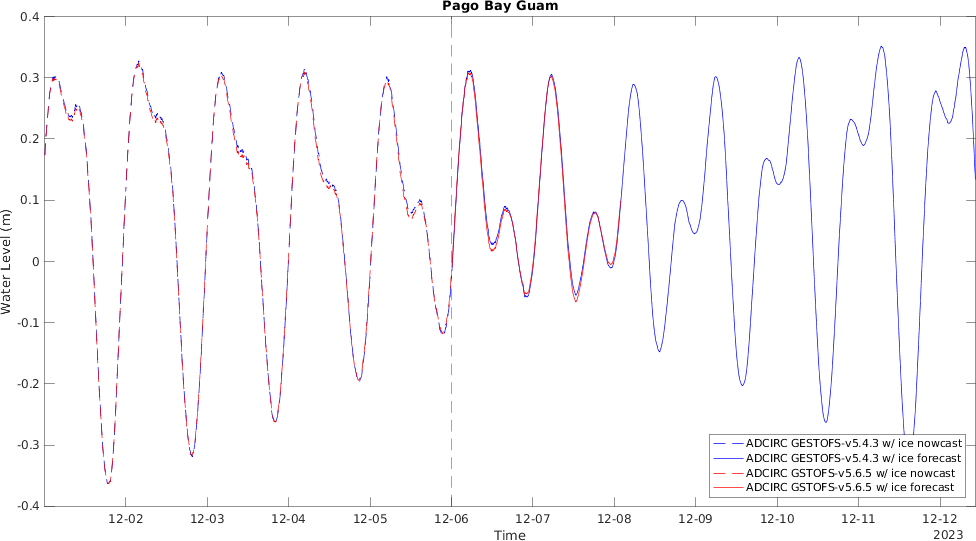 Pago Bay Guam
0.4
0.3
0.2
0.1
0
-0.1
-0.2
-0.3
-0.4
Water Level (m)
ADCIRC GESTOFS-v5.4.3 w/ ice nowcast
ADCIRC GESTOFS-v5.4.3 w/ ice forecast
ADCIRC GSTOFS-v5.6.5 w/ ice nowcast
ADCIRC GSTOFS-v5.6.5 w/ ice forecast
12-02 12-03 12-04 12-05 12-06 12-07 12-08 12-09 12-10 12-11 12-12
2023
Time